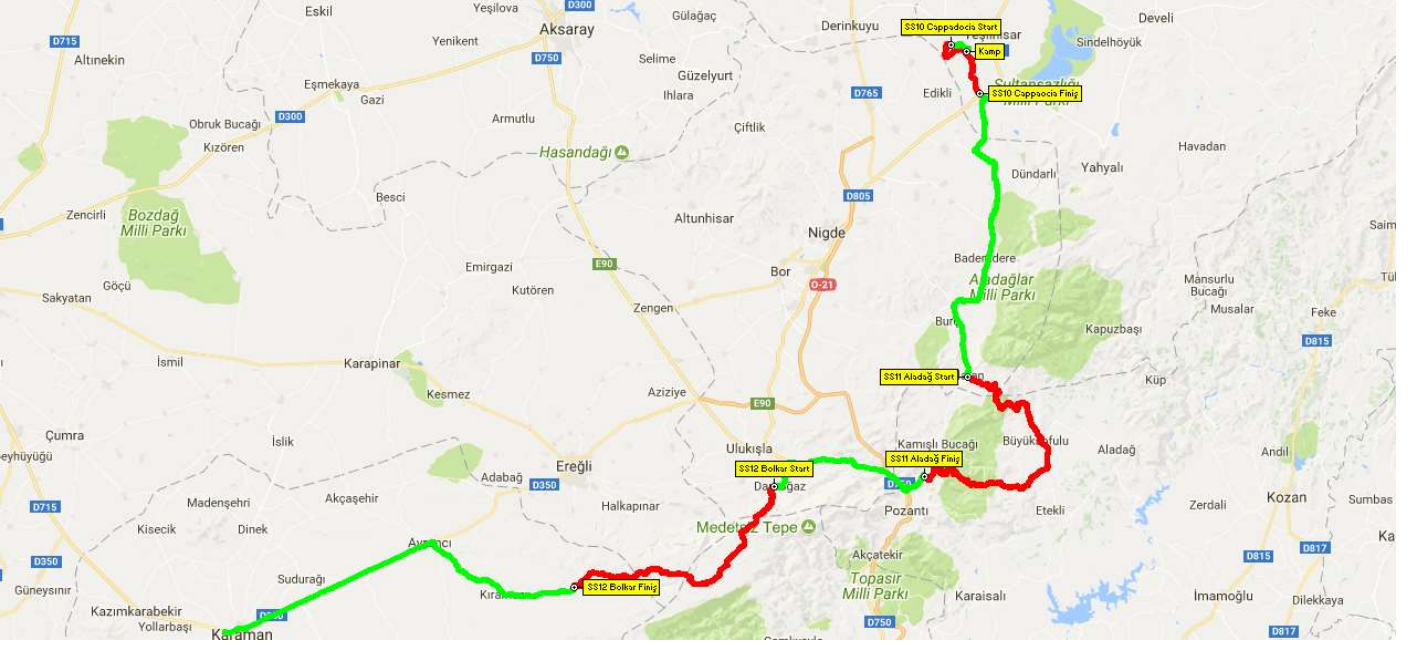 Eskil
Yeşilova
D300
Gülağaç
Derinkuyu
SS10 Cappadocia Start
Develi
D715
Altınekin
Yenikent
Aksaray
D750
Selime
Güzelyurt
Kamp
Sindelhöyük
Eşmekaya
Gazi
Ihlara
D765
Edikli
SS10 Cappaocia Finiş
Obruk Bucağı
D300
Kızören
Armutlu
Çiftlik
Hasandağı
Havadan
Dündarlı
Yahyalı
Besci
D805
Zencirli
Bozdağ
Milli Parkı
Altunhisar
Nigde
Saim
Emirgazi
E90
Bor
O-21
Aladağlar
Milli Parkı
Göçü
Sakyatan
Kutören
Zengen
Mansurlu
Bucağı
Musalar
Feke
Kapuzbaşı
D815
İsmil
Karapinar
SS11 Aladağ Start
Küp
Kesmez
Aziziye
E90
Çumra
İslik
Ulukışla
Kamışlı Bucağı
Aladağ
Andıl
SS11 Aladağ Finiş
SS12 Bolkar Start
Ereğli
Adabağ
D350
Madenşehri
Akçaşehir
Halkapınar
Pozantı
Etekli
Zerdali
Kozan
Sumbas
D715
Kisecik
Dinek
Akçatekir
D815
D817
D350
Güneysınır
Sudurağı
SS12 Bolkar Finiş
Topaşır
Milli Parkı
Karaisalı
İmamoğlu
Dilekkaya
Kazımkarabekir
Yollarbaşı
Karaman
D750
D817